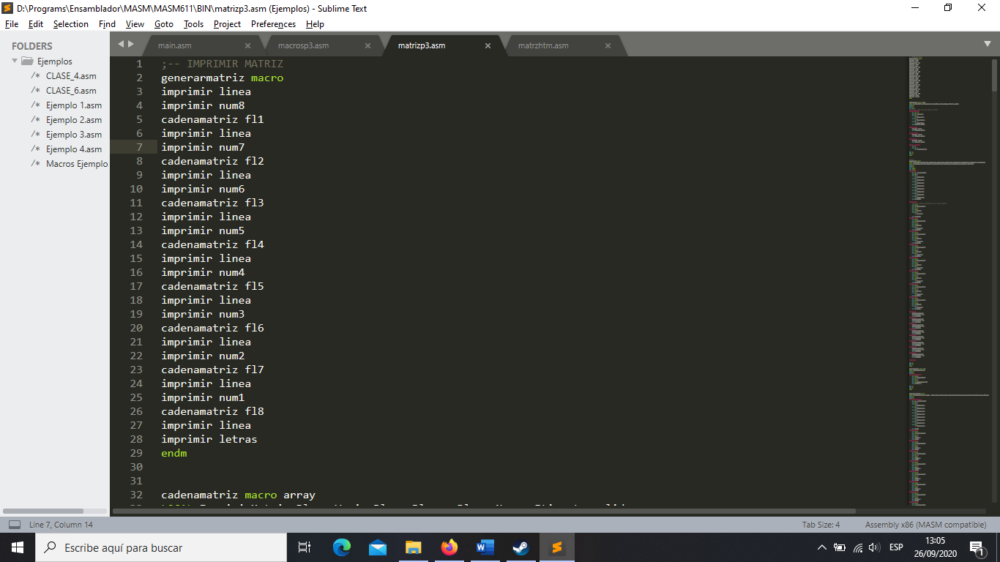 D:\Programs\Ensamblador\MASM\MASM611\BIN\matrizp3.asm (Ejemplos) - Sublime Text
File Edit Selection Find View Goto Tools Project Preferences Help
FOLDERS
Ejemplos
/* CLASE_4.asm
/* CLASE_6.asm
/* Ejemplo 1.asm
/* Ejemplo 2.asm
/* Ejemplo 3.asm
/* Ejemplo 4.asm
/* Macros Ejemplo
main.asm × macrosp3.asm × matrizp3.asm × matrzhtm.asm ×
1 ;-- IMPRIMIR MATRIZ
2 generarmatriz macro
3 imprimir linea
4 imprimir num8
5 cadenamatriz fl1
6 imprimir linea
7 imprimir num7
8 cadenamatriz fl2
9 imprimir linea
10 imprimir num6
11 cadenamatriz fl3
12 imprimir linea
13 imprimir num5
14 cadenamatriz fl4
15 imprimir linea
16 imprimir num4
17 cadenamatriz fl5
18 imprimir linea
19 imprimir num3
20 cadenamatriz fl6
21 imprimir linea
22 imprimir num2
23 cadenamatriz fl7
24 imprimir linea
25 imprimir num1
26 cadenamatriz fl8
27 imprimir linea
28 imprimir letras
29 endm
30
31
32 cadenamatriz macro array
Line 7, Column 14
Tab Size: 4 Assembly x86 (MASM compatible)
Escribe aquí para buscar
ESP
13:05
26/09/2020
1